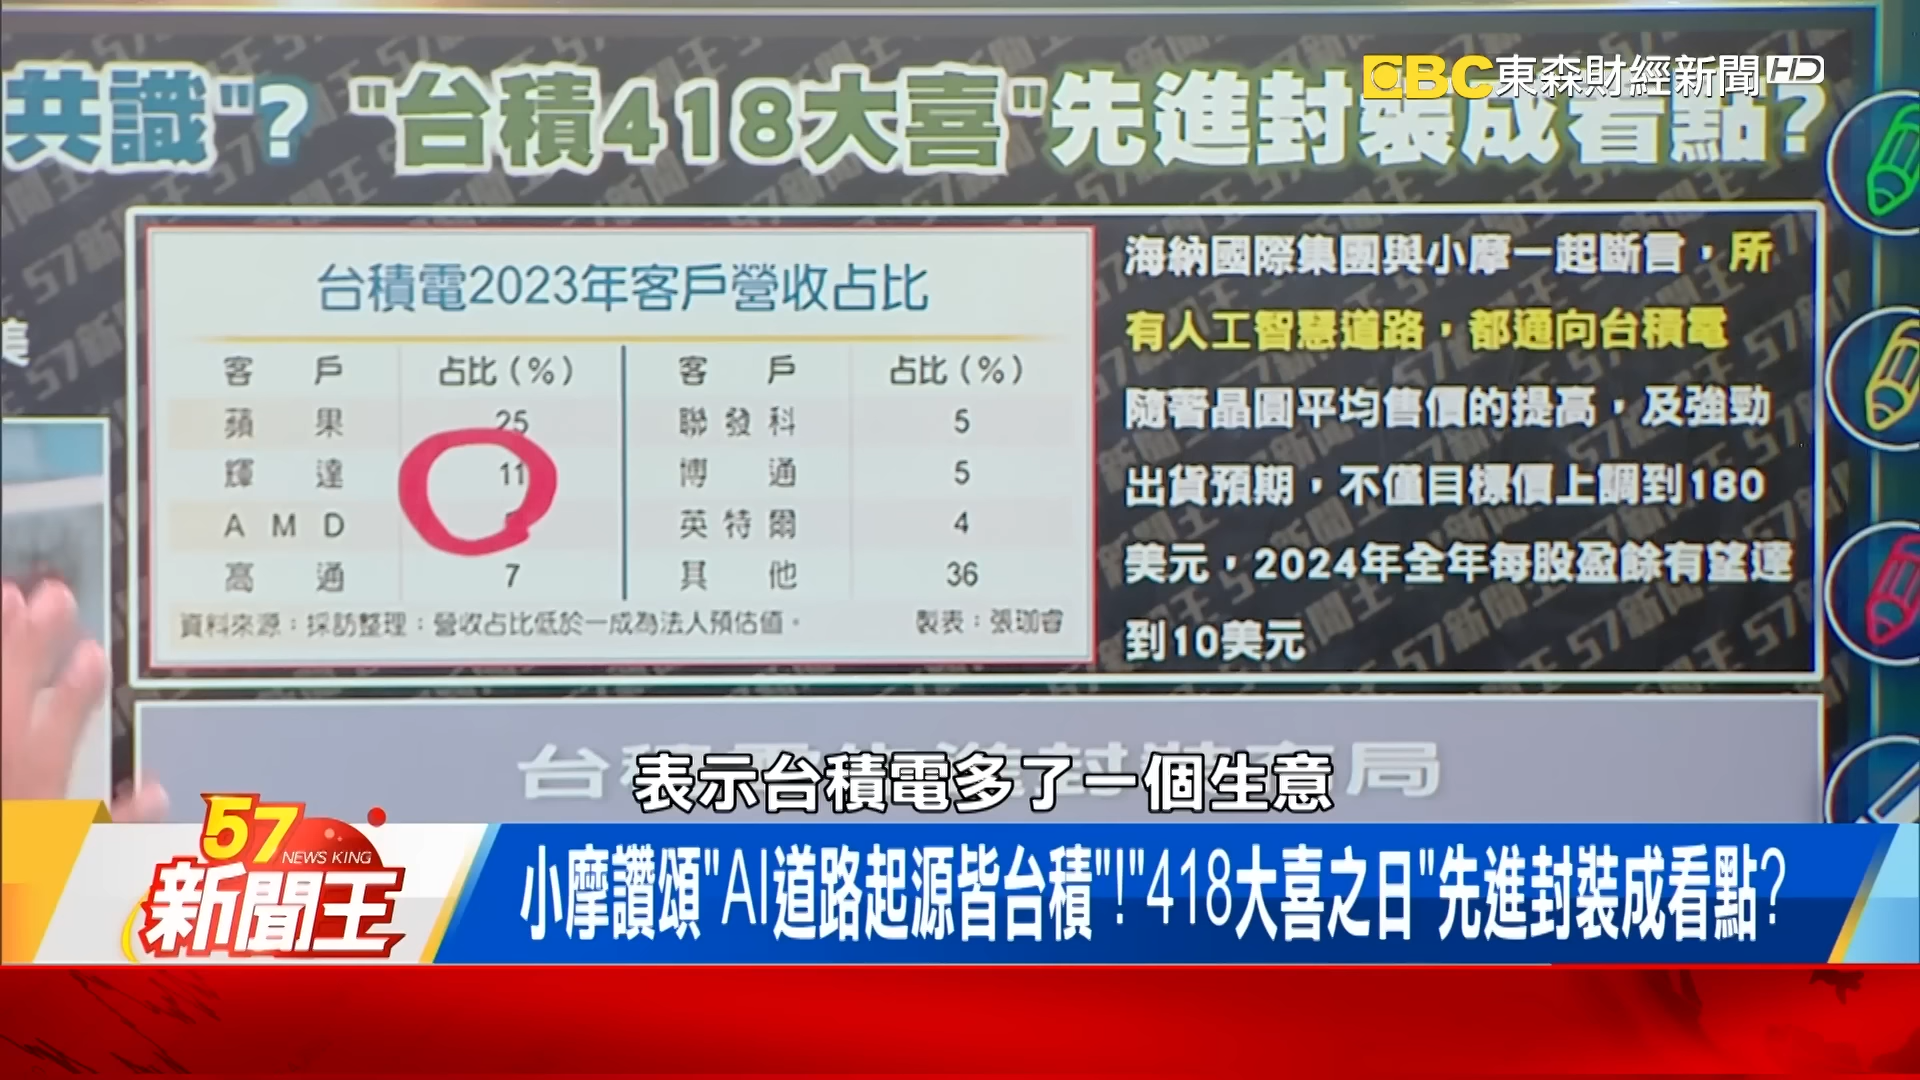 EBC東森財經新聞HD
共識"? "台積418大喜"先進封裝成看點?
台積電2023年客戶營收占比
客戶 占比(%) 客戶 占比(%)
蘋果 25 聯發科 5
輝達 11 博通 5
AMD 英特爾 4
高通 7 其他 36
資料來源：採訪整理；營收占比低於一成為法人預估值。 製表：張珈睿
海納國際集團與小摩一起斷言，所
有人工智慧道路，都通向台積電
隨著晶圓平均售價的提高，及強勁
出貨預期，不僅目標價上調到180
美元，2024年全年每股盈餘有望達
到10美元
表示台積電多了一個生意
57
NEWS KING
新聞王
小摩讚頌"AI道路起源皆台積"!"418大喜之日"先進封裝成看點?